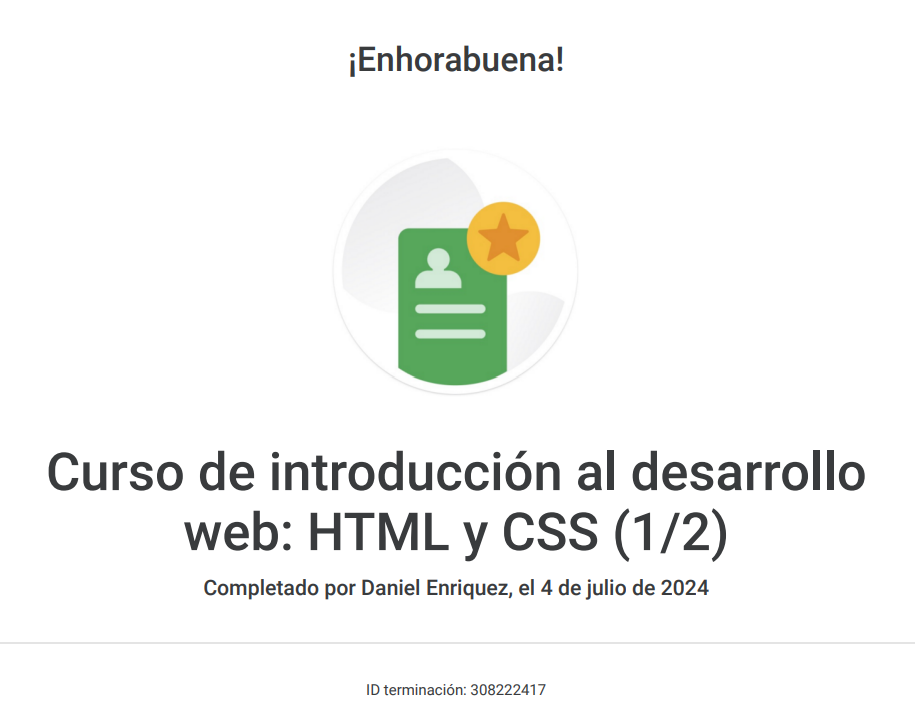 ¡Enhorabuena!
Curso de introducción al desarrollo
web: HTML y CSS (1/2)
Completado por Daniel Enriquez, el 4 de julio de 2024
ID terminación: 308222417